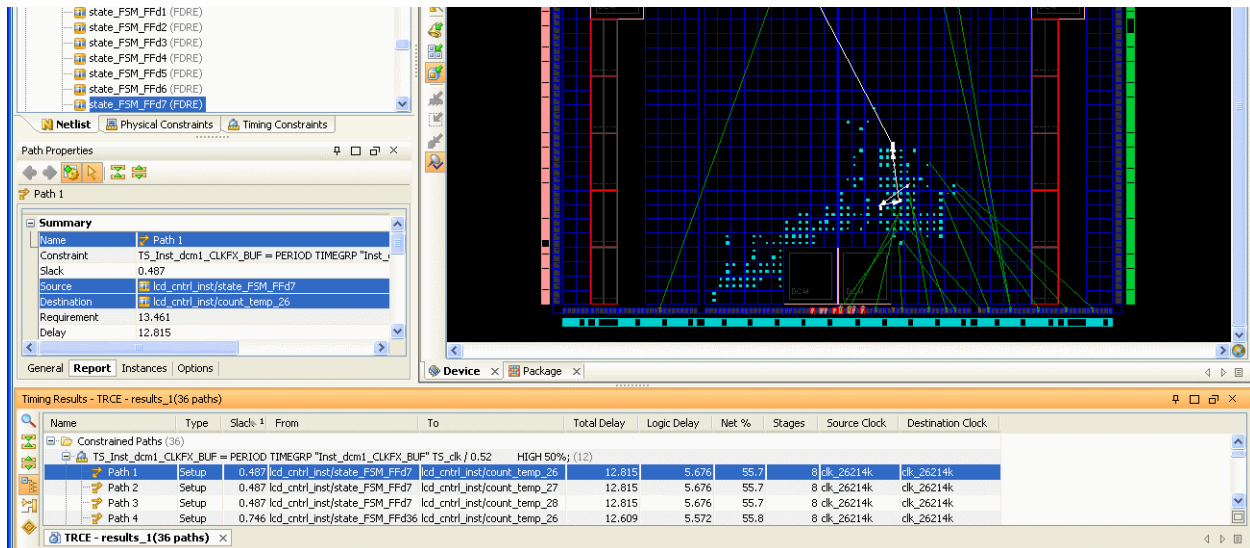 state_FSM_FFd1 (FDRE)
state_FSM_FFd2 (FDRE)
state_FSM_FFd3 (FDRE)
state_FSM_FFd4 (FDRE)
state_FSM_FFd5 (FDRE)
state_FSM_FFd6 (FDRE)
state_FSM_FFd7 (FDRE)
Netlist Physical Constraints Timing Constraints
Path Properties
Path 1
Summary
Name Path 1
Constraint TS_Inst_dcm1_CLKFX_BUF = PERIOD TIMEGRP "Inst_
Slack 0.487
Source lcd_cntrl_inst/state_FSM_FFd7
Destination lcd_cntrl_inst/count_temp_26
Requirement 13.461
Delay 12.815
General Report Instances Options
DCM
Device Package
Timing Results - TRCE - results_1(36 paths)
Name Type Slack 1 From To Total Delay Logic Delay Net % Stages Source Clock Destination Clock
Constrained Paths (36)
TS_Inst_dcm1_CLKFX_BUF = PERIOD TIMEGRP "Inst_dcm1_CLKFX_BUF" TS_clk / 0.52 HIGH 50%; (12)
Path 1 Setup 0.487 lcd_cntrl_inst/state_FSM_FFd7 lcd_cntrl_inst/count_temp_26 12.815 5.676 55.7 8 clk_26214k clk_26214k
Path 2 Setup 0.487 lcd_cntrl_inst/state_FSM_FFd7 lcd_cntrl_inst/count_temp_27 12.815 5.676 55.7 8 clk_26214k clk_26214k
Path 3 Setup 0.487 lcd_cntrl_inst/state_FSM_FFd7 lcd_cntrl_inst/count_temp_28 12.815 5.676 55.7 8 clk_26214k clk_26214k
Path 4 Setup 0.746 lcd_cntrl_inst/state_FSM_FFd36 lcd_cntrl_inst/count_temp_26 12.609 5.572 55.8 8 clk_26214k clk_26214k
TRCE - results_1(36 paths)